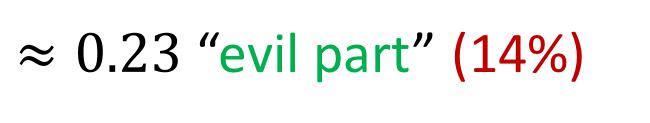 ≈ 0.23 “evil part” (14%)